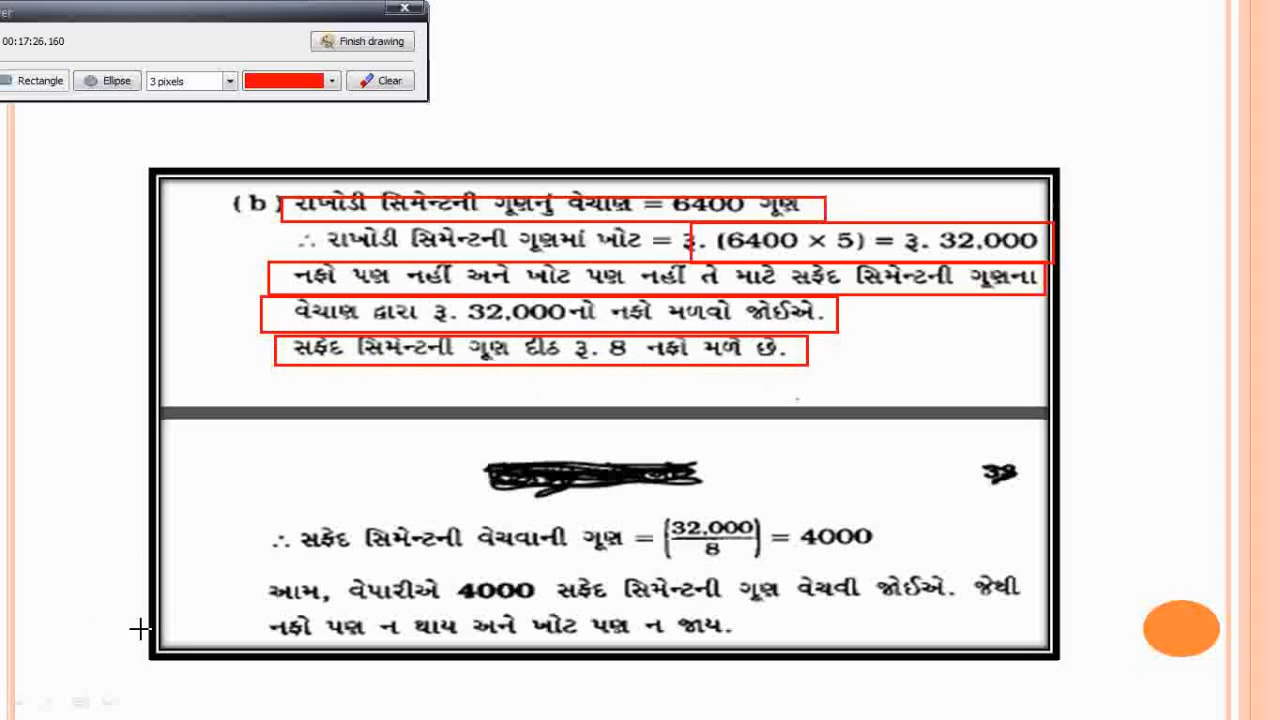 00:17:26.160
Finish drawing
Rectangle Ellipse 3 pixels Clear
( b ) રાખોડી સિમેન્ટની ગૂણનું વેચાણ = 6400 ગૂણ
∴ રાખોડી સિમેન્ટની ગૂણમાં ખોટ = રૂ. (6400 × 5) = રૂ. 32,000
નફો પણ નહીં અને ખોટ પણ નહીં તે માટે સફેદ સિમેન્ટની ગૂણના
વેચાણ દ્વારા રૂ. 32,000નો નફો મળવો જોઈએ.
સફેદ સિમેન્ટની ગૂણ દીઠ રૂ. 8 નફો મળે છે.
∴ સફેદ સિમેન્ટની વેચવાની ગૂણ = (32,000/8) = 4000
આમ, વેપારીએ 4000 સફેદ સિમેન્ટની ગૂણ વેચવી જોઈએ. જેથી
નફો પણ ન થાય અને ખોટ પણ ન જાય.